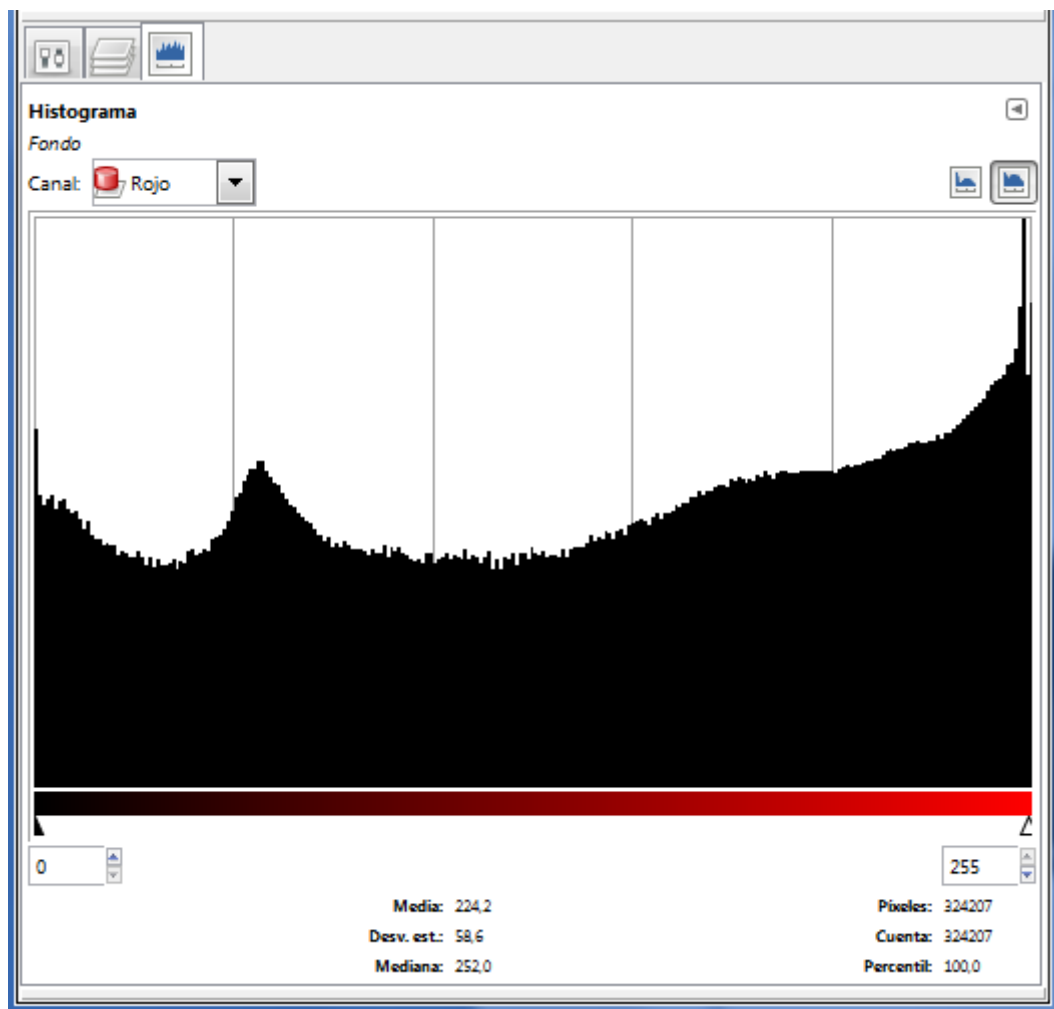 Histograma
Fondo
Canal: Rojo
0 255
Media: 224,2 Píxeles: 324207
Desv. est.: 58,6 Cuenta: 324207
Mediana: 252,0 Percentil: 100,0